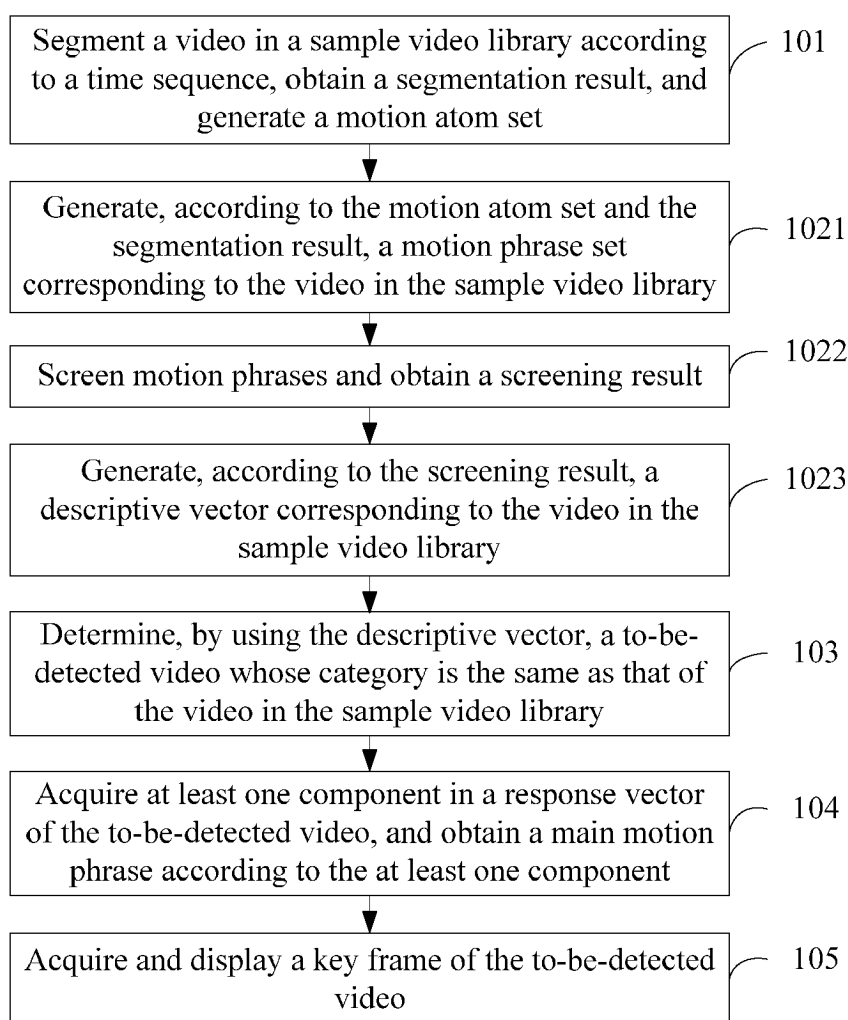 Segment a video in a sample video library according
to a time sequence, obtain a segmentation result, and
generate a motion atom set
101
Generate, according to the motion atom set and the
segmentation result, a motion phrase set
corresponding to the video in the sample video library
1021
Screen motion phrases and obtain a screening result
1022
Generate, according to the screening result, a
descriptive vector corresponding to the video in the
sample video library
1023
Determine, by using the descriptive vector, a to-be-
detected video whose category is the same as that of
the video in the sample video library
103
Acquire at least one component in a response vector
of the to-be-detected video, and obtain a main motion
phrase according to the at least one component
104
Acquire and display a key frame of the to-be-detected
video
105